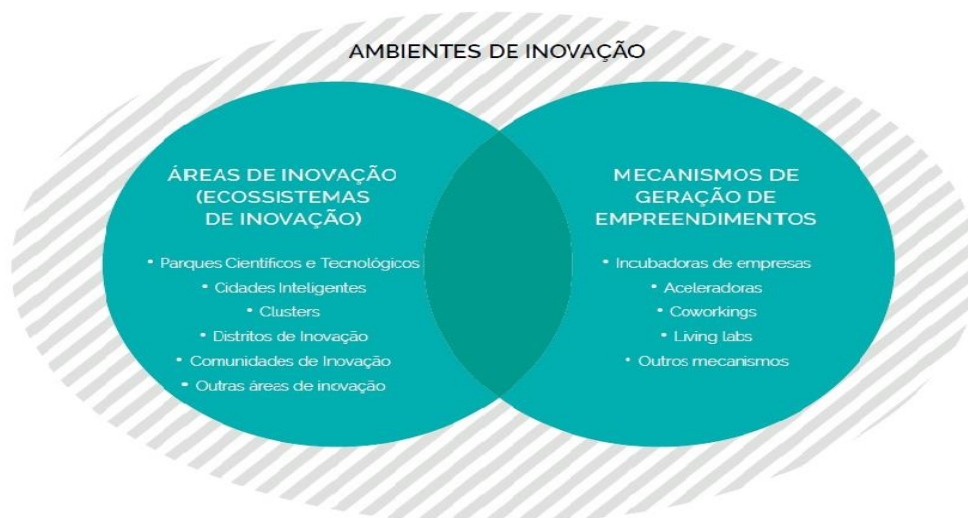 AMBIENTES DE INOVAÇÃO
ÁREAS DE INOVAÇÃO
(ECOSSISTEMAS
DE INOVAÇÃO)
• Parques Científicos e Tecnológicos
• Cidades Inteligentes
• Clusters
• Distritos de Inovação
• Comunidades de Inovação
• Outras áreas de inovação
MECANISMOS DE
GERAÇÃO DE
EMPREENDIMENTOS
• Incubadoras de empresas
• Aceleradoras
• Coworkings
• Living labs
• Outros mecanismos